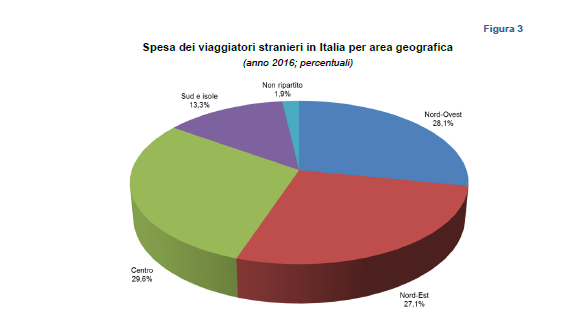 Figura 3
Spesa dei viaggiatori stranieri in Italia per area geografica
(anno 2016; percentuali)
Non ripartito
1,9%
Sud e isole
13,3%
Nord-Ovest
28,1%
Centro
29,6%
Nord-Est
27,1%